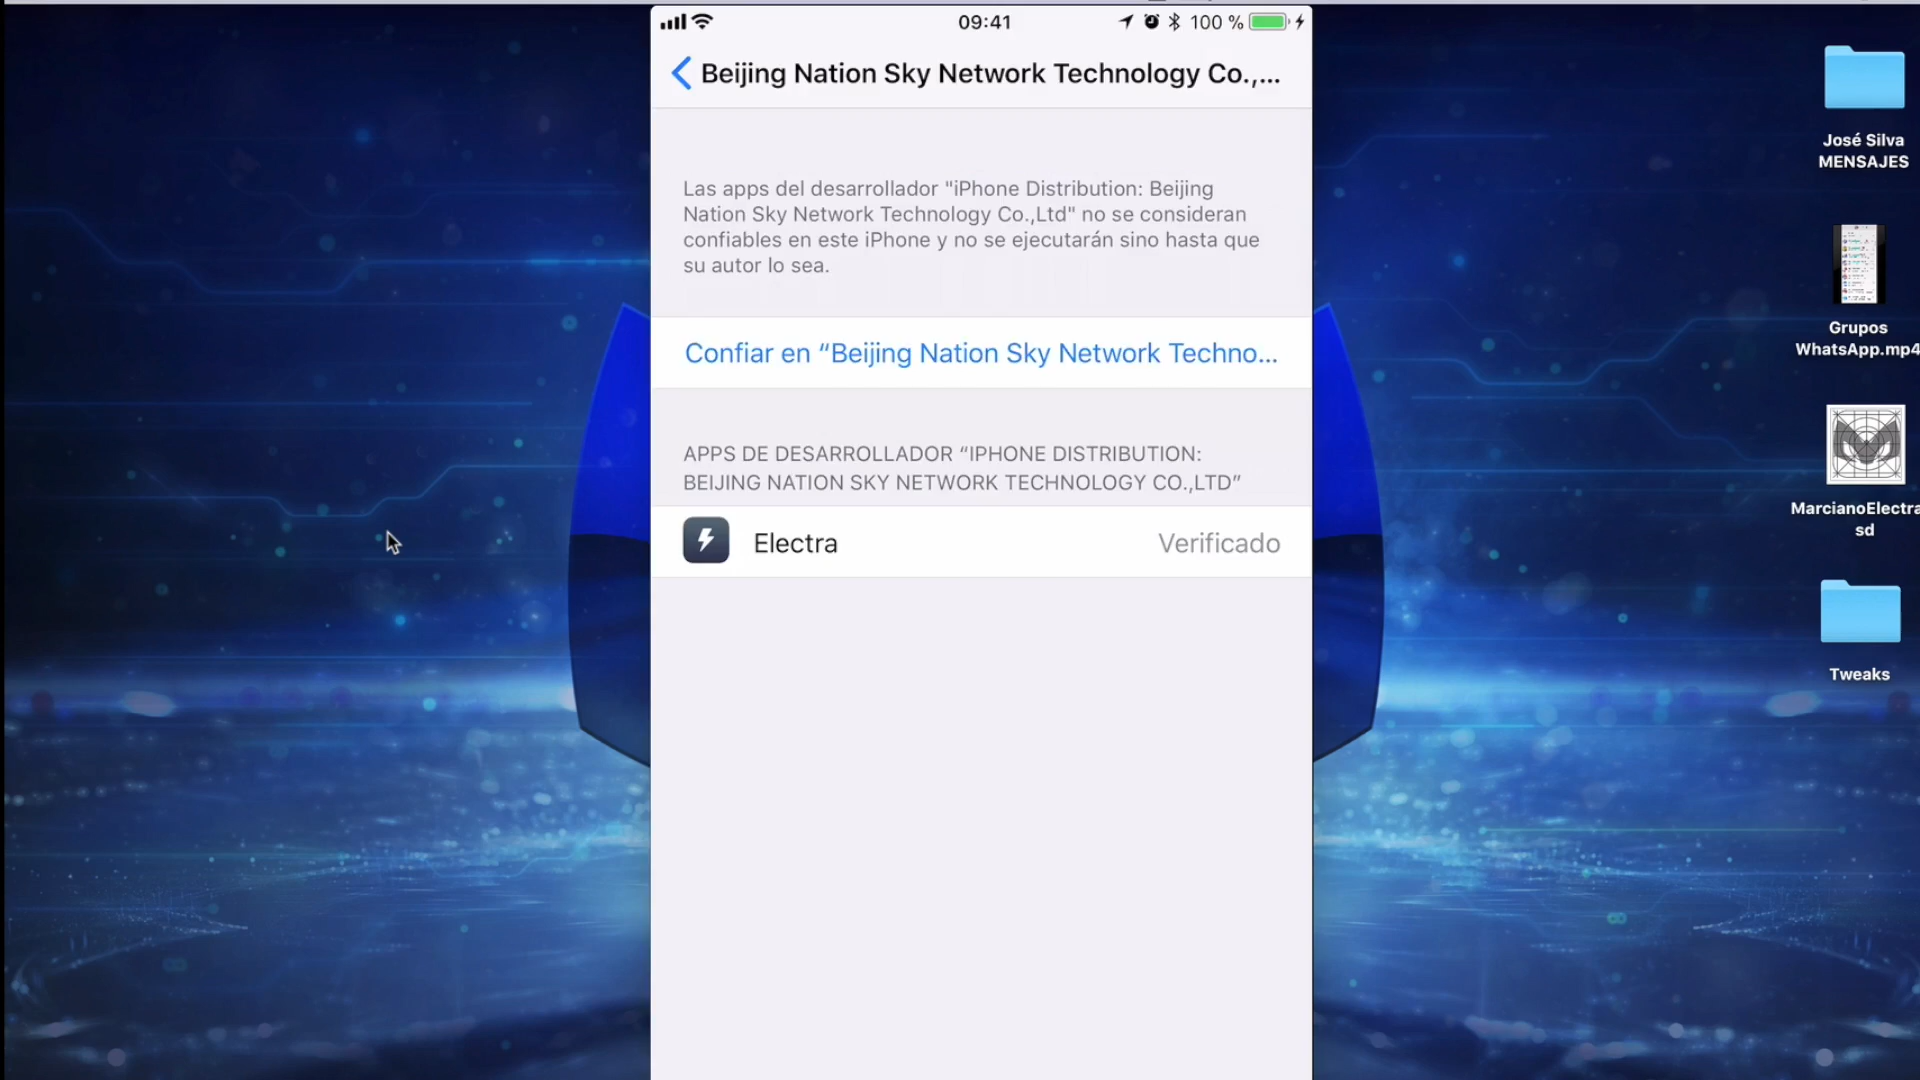 09:41
100 %
Beijing Nation Sky Network Technology Co.,...
Las apps del desarrollador "iPhone Distribution: Beijing
Nation Sky Network Technology Co.,Ltd" no se consideran
confiables en este iPhone y no se ejecutarán sino hasta que
su autor lo sea.
Confiar en “Beijing Nation Sky Network Techno...
APPS DE DESARROLLADOR “IPHONE DISTRIBUTION:
BEIJING NATION SKY NETWORK TECHNOLOGY CO.,LTD”
Electra
Verificado
José Silva
MENSAJES
Grupos
WhatsApp.mp4
MarcianoElectra
sd
Tweaks